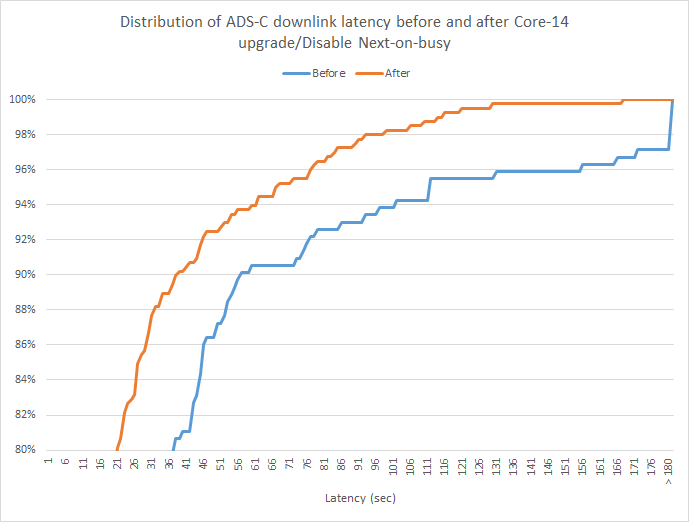 Distribution of ADS-C downlink latency before and after Core-14
upgrade/Disable Next-on-busy
Before After
100%
98%
96%
94%
92%
90%
88%
86%
84%
82%
80%
1 6 11 16 21 26 31 36 41 46 51 56 61 66 71 76 81 86 91 96 101 106 111 116 121 126 131 136 141 146 151 156 161 166 171 176 > 180
Latency (sec)